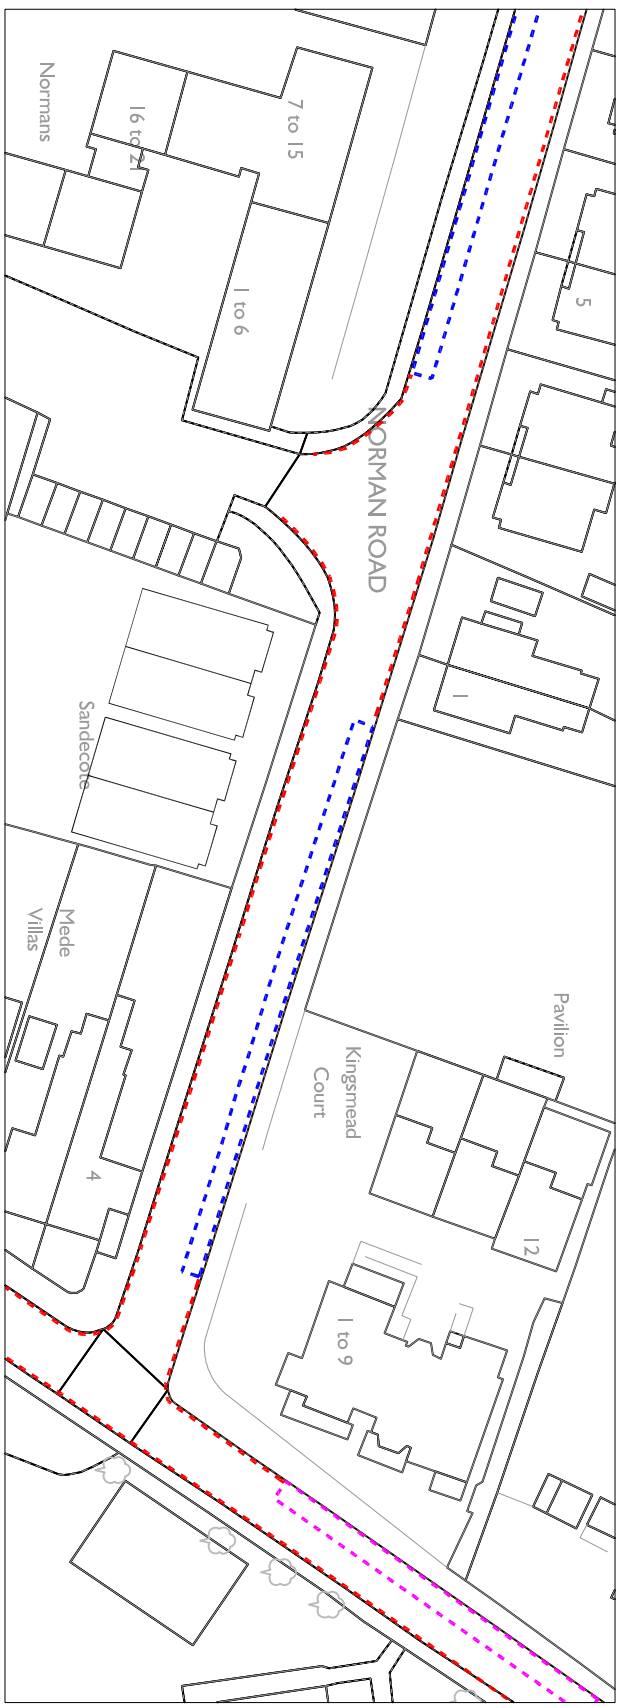 Normans
16 to 21
7 to 15
1 to 6
5
NORMAN ROAD
1
Sandecote
Mede
Villas
Pavilion
Kingsmead
Court
4
12
1 to 9